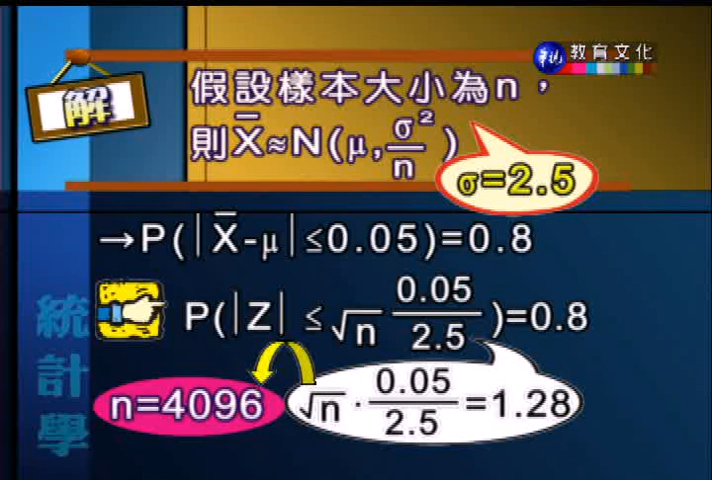 華視 教育文化
解
假設樣本大小為n，
則X̄≈N(μ,σ²/n)
σ=2.5
→P(|X̄-μ|≤0.05)=0.8
P(|Z|≤√n 0.05/2.5)=0.8
n=4096
√n·0.05/2.5=1.28
統計學